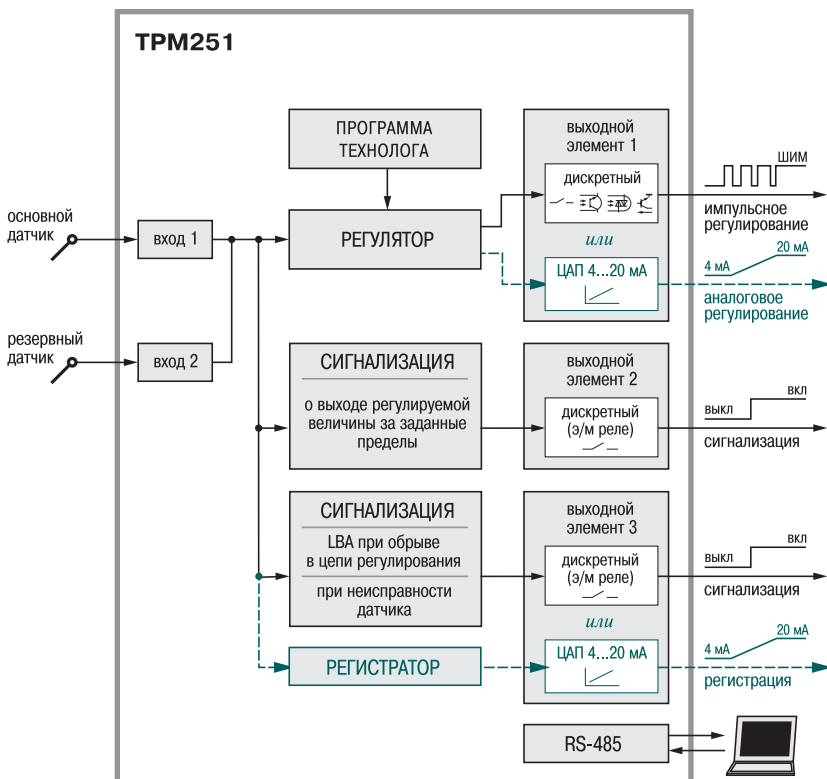 ТРМ251
ПРОГРАММА
ТЕХНОЛОГА
выходной
элемент 1
дискретный
ШИМ
импульсное
регулирование
основной
датчик
вход 1
РЕГУЛЯТОР
или
ЦАП 4...20 мА
4 мА
20 мА
аналоговое
регулирование
резервный
датчик
вход 2
СИГНАЛИЗАЦИЯ
о выходе регулируемой
величины за заданные
пределы
выходной
элемент 2
дискретный
(э/м реле)
выкл
вкл
сигнализация
СИГНАЛИЗАЦИЯ
LBA при обрыве
в цепи регулирования
при неисправности
датчика
выходной
элемент 3
дискретный
(э/м реле)
выкл
вкл
сигнализация
или
РЕГИСТРАТОР
ЦАП 4...20 мА
4 мА
20 мА
регистрация
RS-485